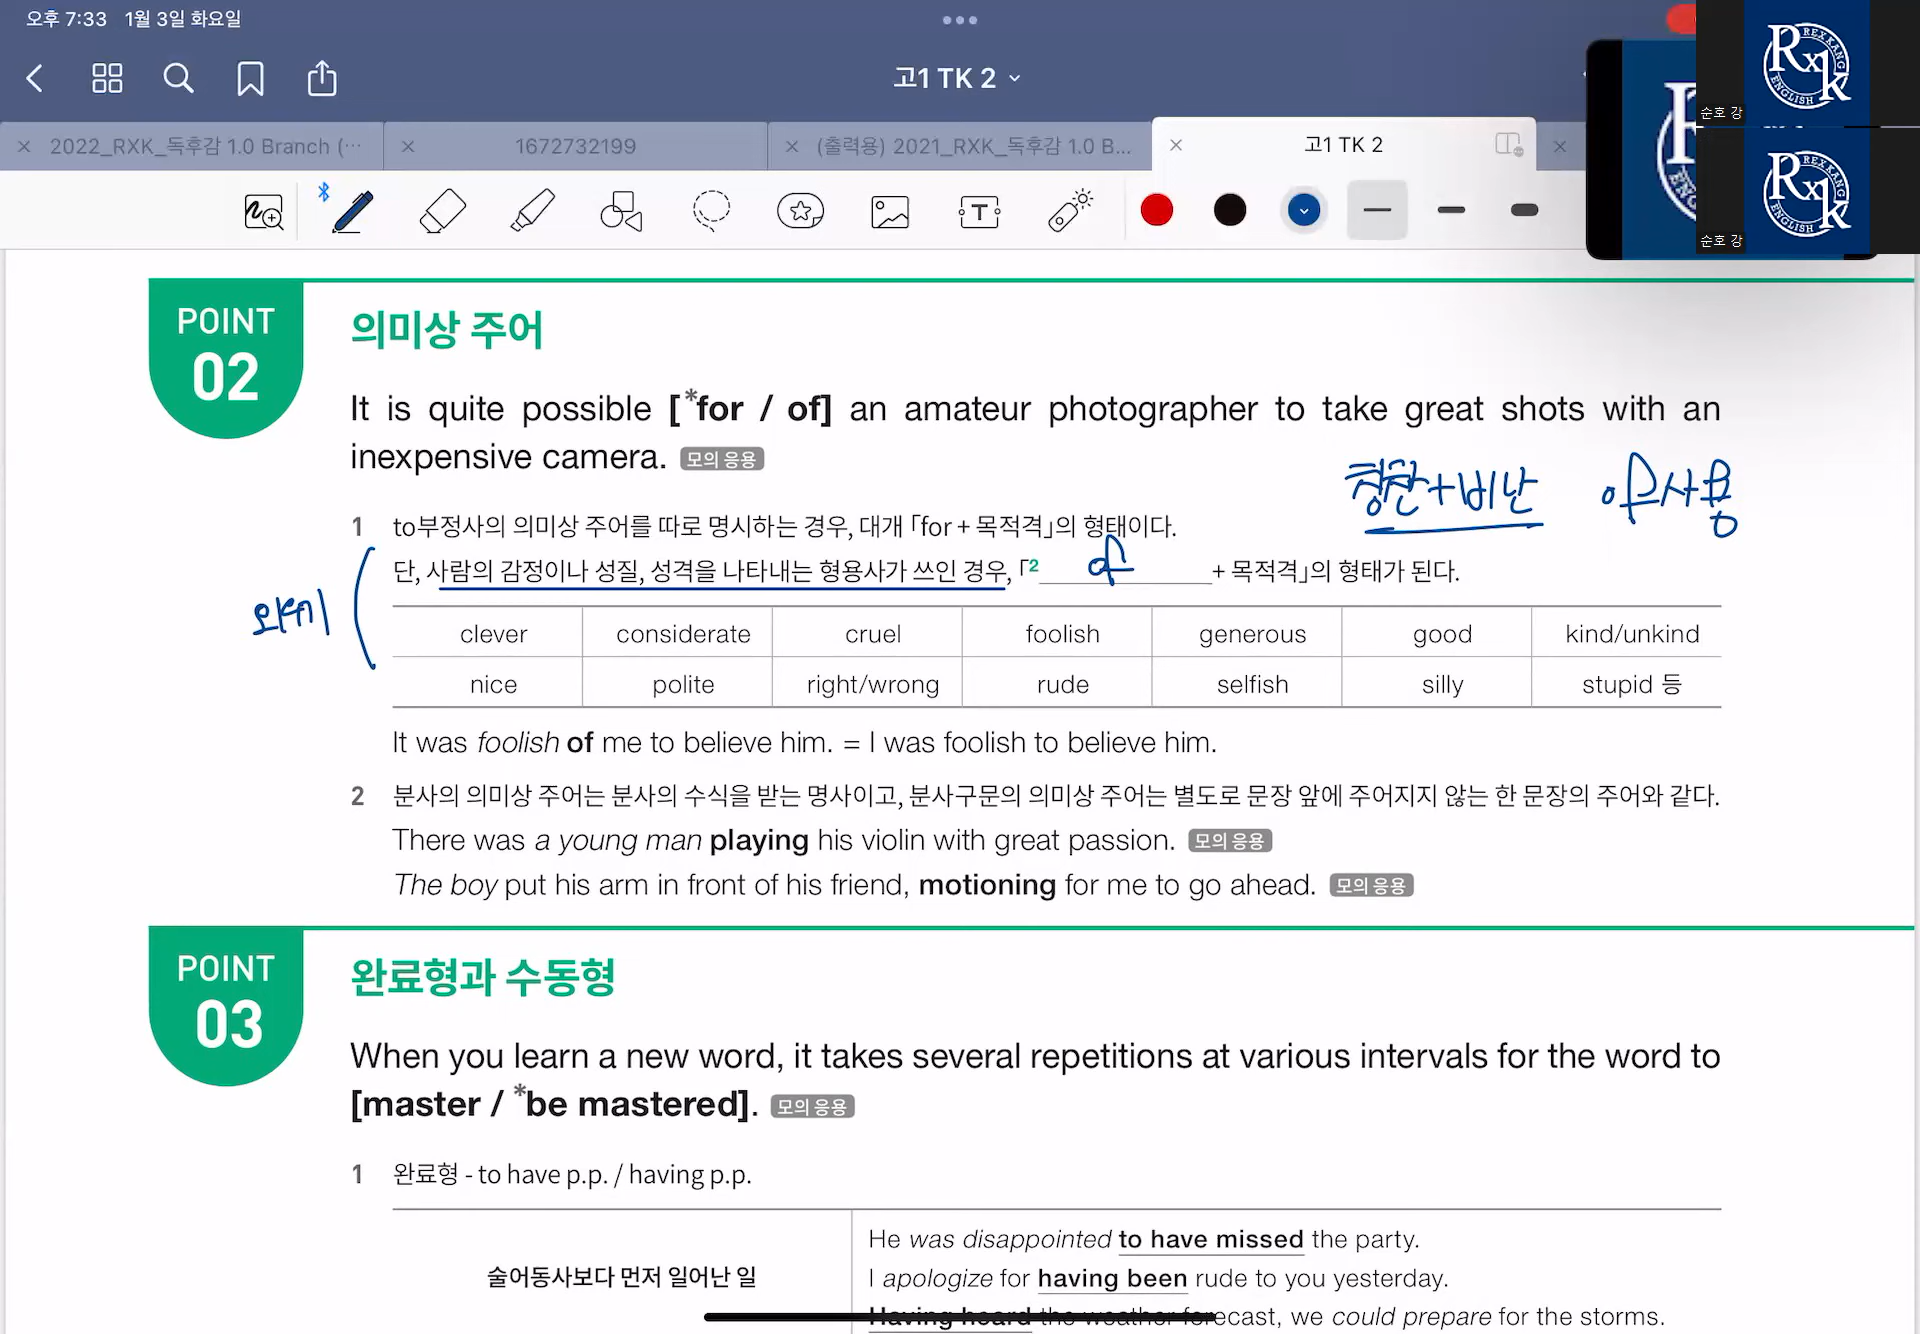 오후 7:33 1월 3일 화요일
고1 TK 2
2022_RXK_독후감 1.0 Branch (…
1672732199
(출력용) 2021_RXK_독후감 1.0 B...
고1 TK 2
REX KANG
RxK
ENGLISH
순호 강
REX KANG
RxK
ENGLISH
순호 강
POINT
02
의미상 주어
It is quite possible [*for / of] an amateur photographer to take great shots with an
inexpensive camera. 모의 응용
칭찬+비난 of사용
1 to부정사의 의미상 주어를 따로 명시하는 경우, 대개 「for + 목적격」의 형태이다.
단, 사람의 감정이나 성질, 성격을 나타내는 형용사가 쓰인 경우, 「2 of + 목적격」의 형태가 된다.
외우기
clever considerate cruel foolish generous good kind/unkind
nice polite right/wrong rude selfish silly stupid 등
It was foolish of me to believe him. = I was foolish to believe him.
2 분사의 의미상 주어는 분사의 수식을 받는 명사이고, 분사구문의 의미상 주어는 별도로 문장 앞에 주어지지 않는 한 문장의 주어와 같다.
There was a young man playing his violin with great passion. 모의 응용
The boy put his arm in front of his friend, motioning for me to go ahead. 모의 응용
POINT
03
완료형과 수동형
When you learn a new word, it takes several repetitions at various intervals for the word to
[master / *be mastered]. 모의 응용
1 완료형 - to have p.p. / having p.p.
술어동사보다 먼저 일어난 일
He was disappointed to have missed the party.
I apologize for having been rude to you yesterday.
Having heard the weather forecast, we could prepare for the storms.